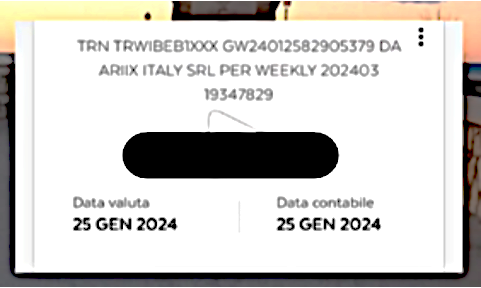 TRN TRWIBEB1XXX GW24012582905379 DA
ARIIX ITALY SRL PER WEEKLY 202403
19347829
Data valuta
25 GEN 2024
Data contabile
25 GEN 2024